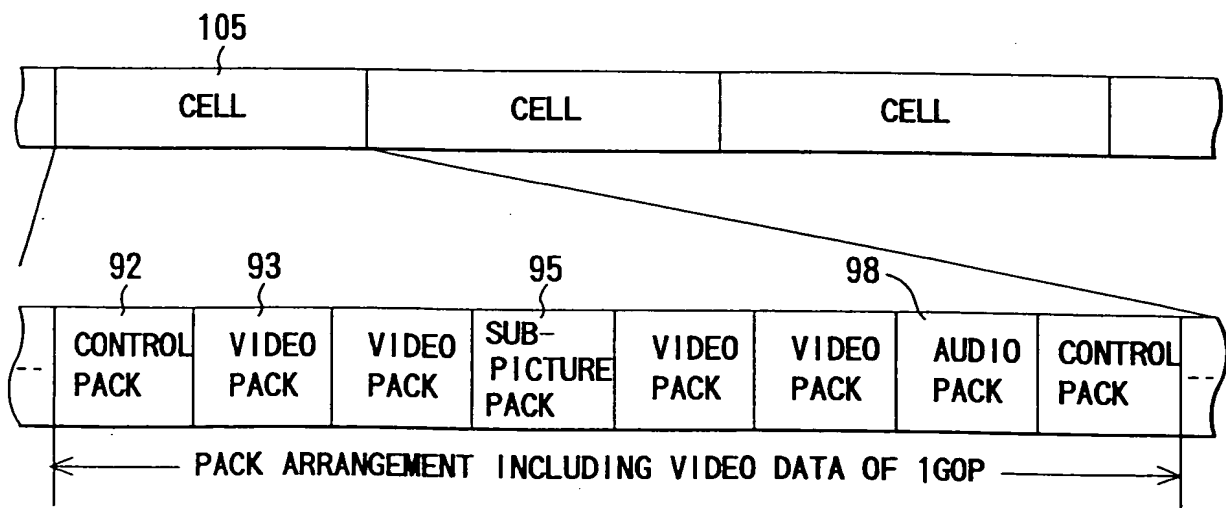 105
CELL CELL CELL
92 93 95 98
CONTROL PACK
VIDEO PACK
VIDEO PACK
SUB-PICTURE PACK
VIDEO PACK
VIDEO PACK
AUDIO PACK
CONTROL PACK
PACK ARRANGEMENT INCLUDING VIDEO DATA OF 1GOP